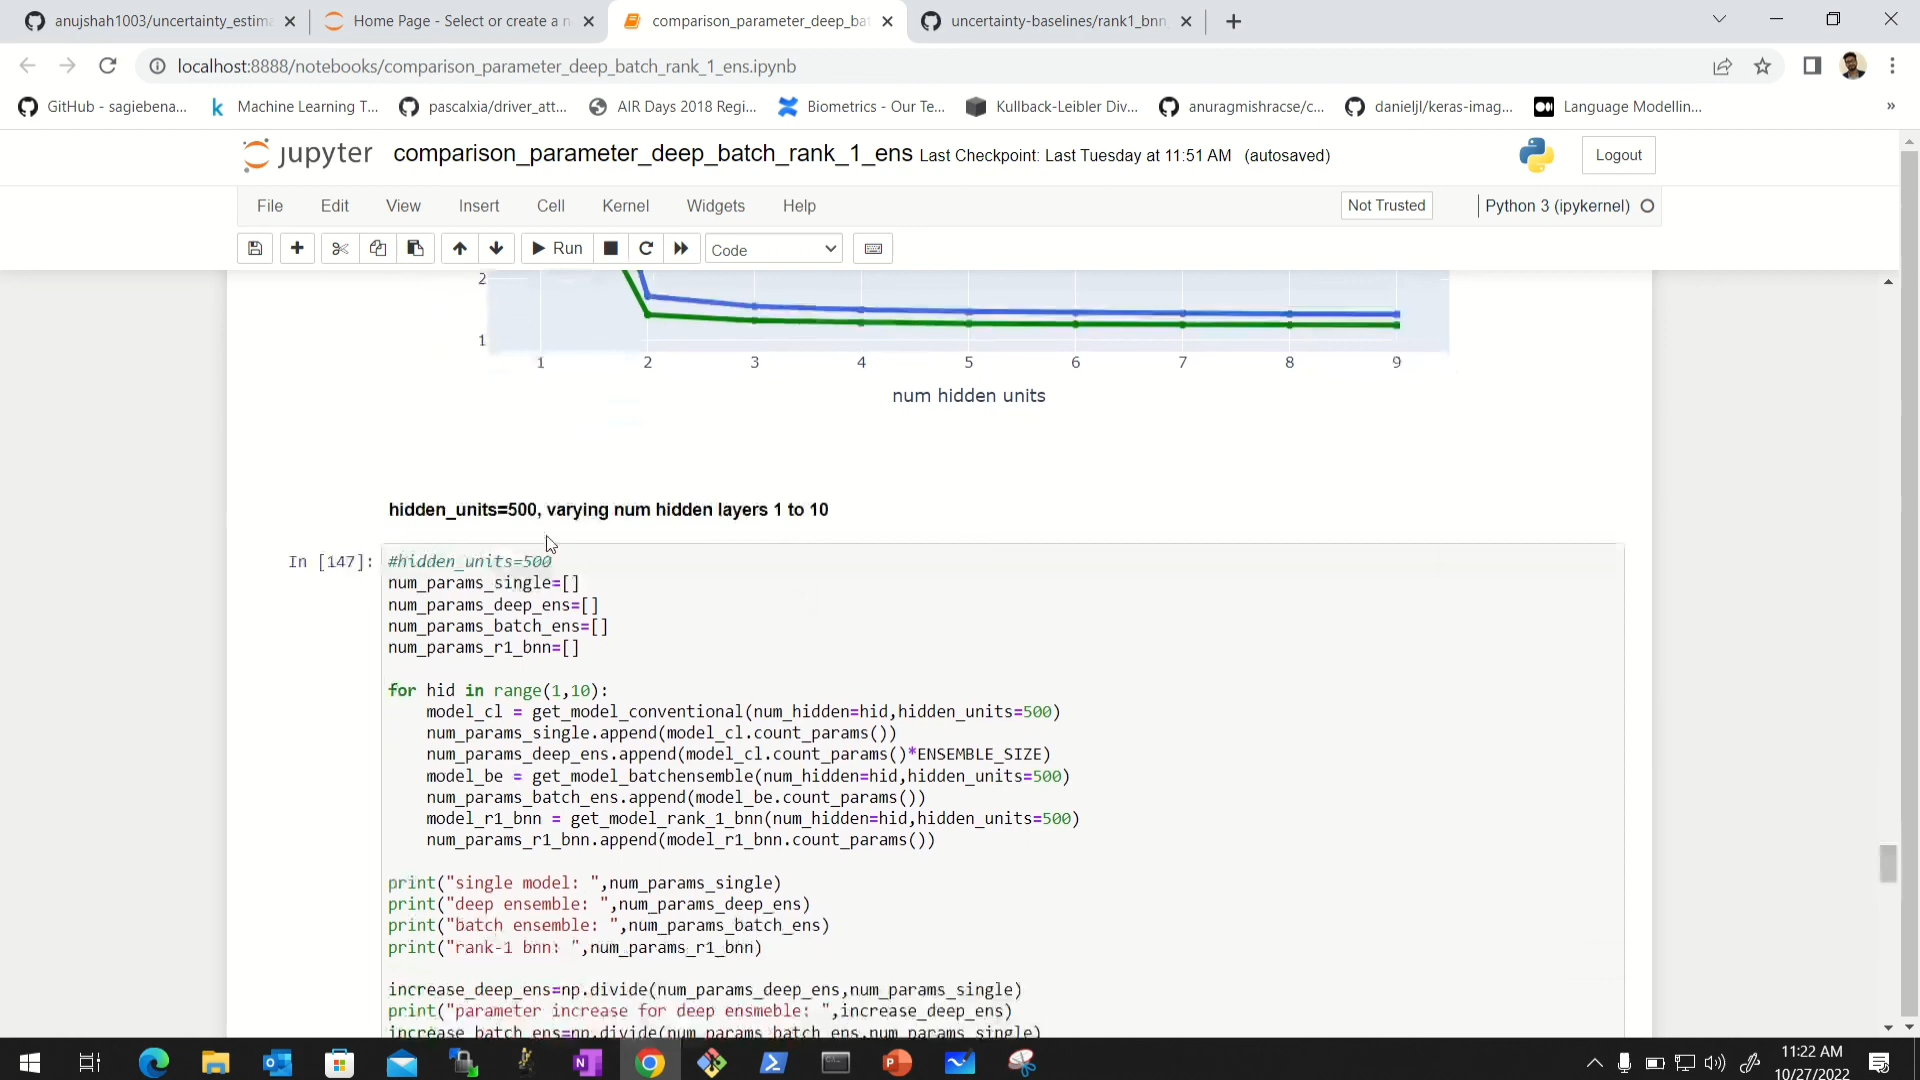 anujshah1003/uncertainty_estima
Home Page - Select or create a n
comparison_parameter_deep_bat
uncertainty-baselines/rank1_bnn
localhost:8888/notebooks/comparison_parameter_deep_batch_rank_1_ens.ipynb
GitHub - sagiebena...
Machine Learning T...
pascalxia/driver_att...
AIR Days 2018 Regi...
Biometrics - Our Te...
Kullback-Leibler Div...
anuragmishracse/c...
danieljl/keras-imag...
Language Modellin...
»
jupyter
comparison_parameter_deep_batch_rank_1_ens Last Checkpoint: Last Tuesday at 11:51 AM (autosaved)
Logout
File Edit View Insert Cell Kernel Widgets Help
Not Trusted
Python 3 (ipykernel)
Run
Code
2
1
1 2 3 4 5 6 7 8 9
num hidden units
hidden_units=500, varying num hidden layers 1 to 10
In [147]:
#hidden_units=500
num_params_single=[]
num_params_deep_ens=[]
num_params_batch_ens=[]
num_params_r1_bnn=[]
for hid in range(1,10):
model_cl = get_model_conventional(num_hidden=hid,hidden_units=500)
num_params_single.append(model_cl.count_params())
num_params_deep_ens.append(model_cl.count_params()*ENSEMBLE_SIZE)
model_be = get_model_batchensemble(num_hidden=hid,hidden_units=500)
num_params_batch_ens.append(model_be.count_params())
model_r1_bnn = get_model_rank_1_bnn(num_hidden=hid,hidden_units=500)
num_params_r1_bnn.append(model_r1_bnn.count_params())
print("single model: ",num_params_single)
print("deep ensemble: ",num_params_deep_ens)
print("batch ensemble: ",num_params_batch_ens)
print("rank-1 bnn: ",num_params_r1_bnn)
increase_deep_ens=np.divide(num_params_deep_ens,num_params_single)
print("parameter increase for deep ensmeble: ",increase_deep_ens)
increase_batch_ens=np.divide(num_params_batch_ens,num_params_single)
11:22 AM
10/27/2022